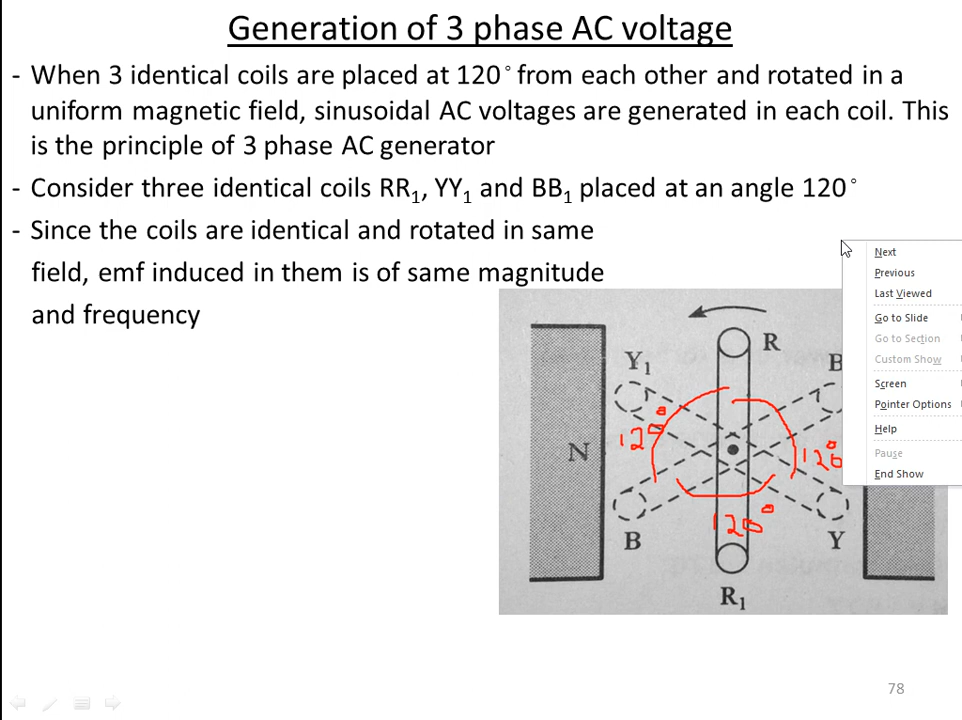 Generation of 3 phase AC voltage
- When 3 identical coils are placed at 120° from each other and rotated in a
uniform magnetic field, sinusoidal AC voltages are generated in each coil. This
is the principle of 3 phase AC generator
- Consider three identical coils RR₁, YY₁ and BB₁ placed at an angle 120°
- Since the coils are identical and rotated in same
field, emf induced in them is of same magnitude
and frequency
Next
Previous
Last Viewed
Go to Slide
Go to Section
Custom Show
Screen
Pointer Options
Help
Pause
End Show
R
Y₁
B
120°
N
120°
120°
B
Y
R₁
78